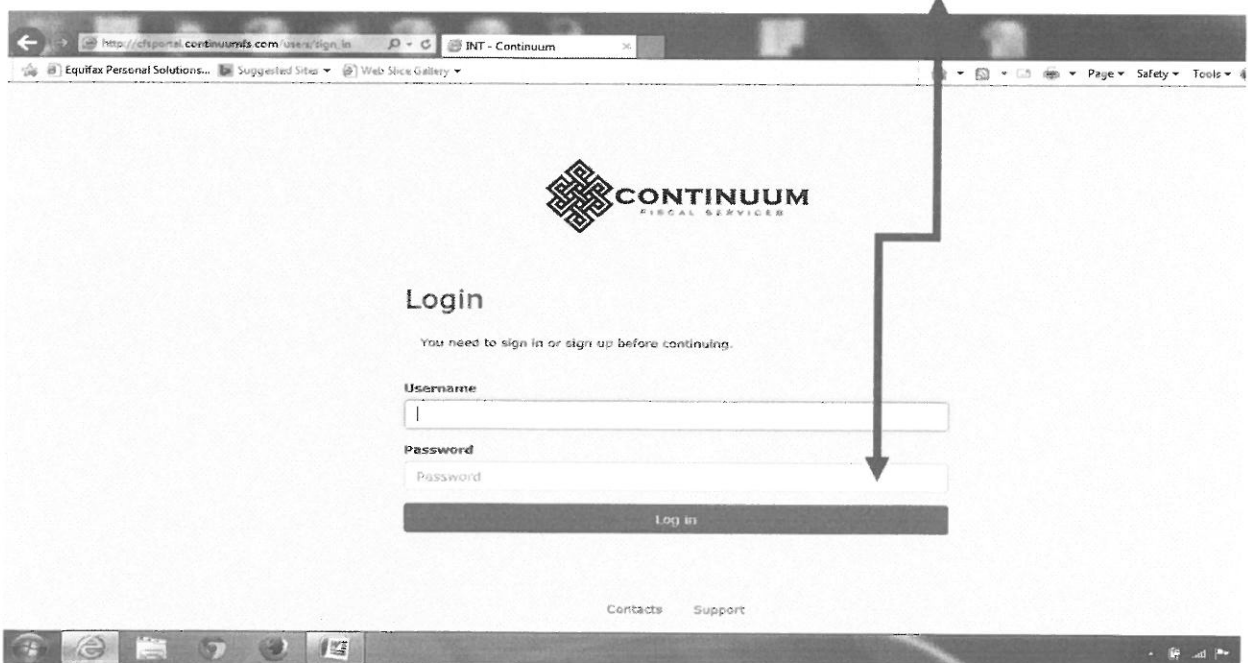 http://cfsportal.continuumfs.com/users/sign_in
INT - Continuum
Equifax Personal Solutions... Suggested Sites Web Slice Gallery
Page Safety Tools
CONTINUUM
FISCAL SERVICES
Login
You need to sign in or sign up before continuing.
Username
Password
Password
Log in
Contacts Support